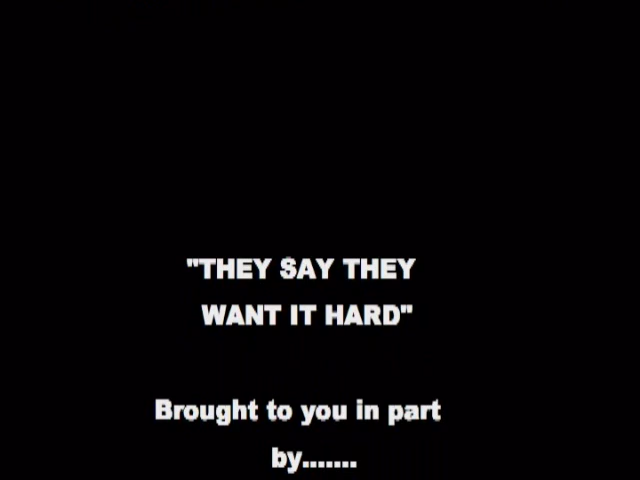 "THEY SAY THEY
WANT IT HARD"
Brought to you in part
by.......